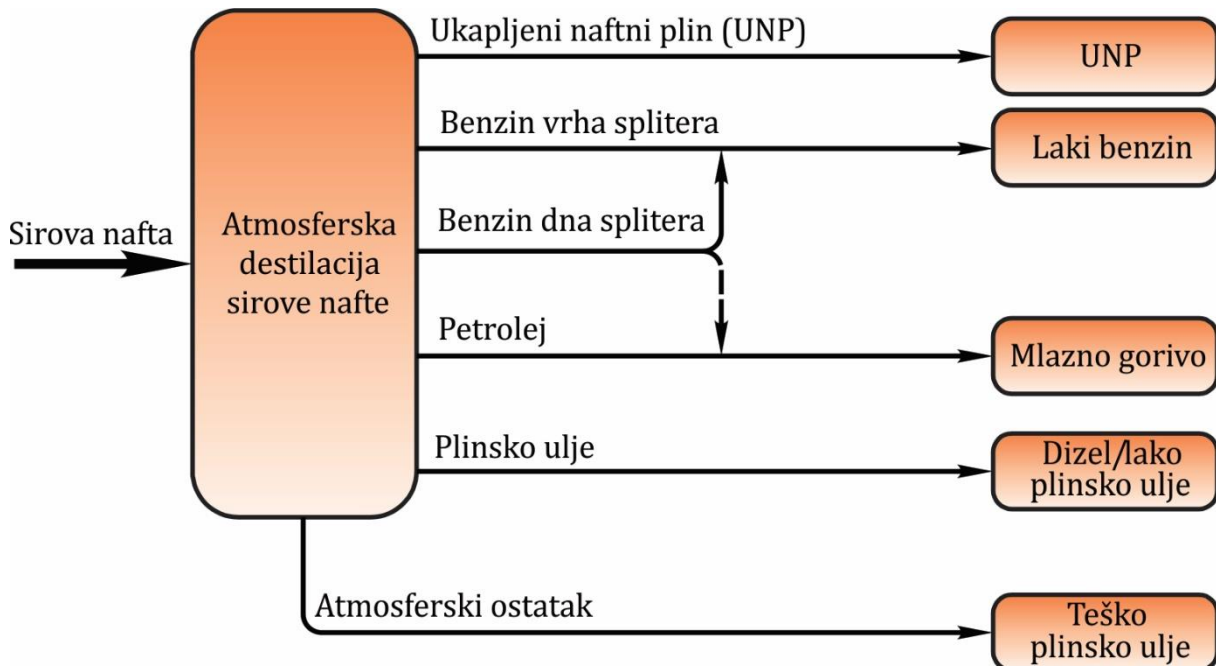 Ukapljeni naftni plin (UNP)
UNP
Benzin vrha splitera
Laki benzin
Benzin dna splitera
Sirova nafta
Atmosferska
destilacija
sirove nafte
Petrolej
Mlazno gorivo
Plinsko ulje
Dizel/lako
plinsko ulje
Atmosferski ostatak
Teško
plinsko ulje